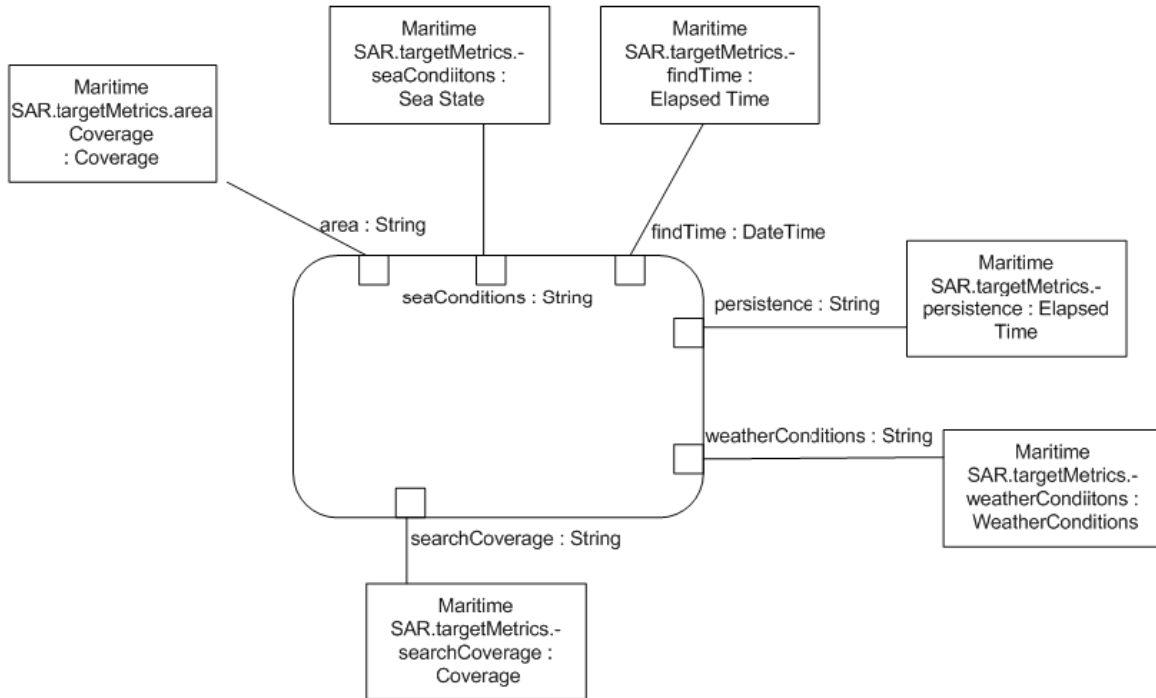 Maritime
SAR.targetMetrics.-
seaCondiitons :
Sea State
Maritime
SAR.targetMetrics.-
findTime :
Elapsed Time
Maritime
SAR.targetMetrics.area
Coverage
: Coverage
area : String
findTime : DateTime
seaConditions : String
persistence : String
Maritime
SAR.targetMetrics.-
persistence : Elapsed
Time
weatherConditions : String
Maritime
SAR.targetMetrics.-
weatherCondiitons :
WeatherConditions
searchCoverage : String
Maritime
SAR.targetMetrics.-
searchCoverage :
Coverage